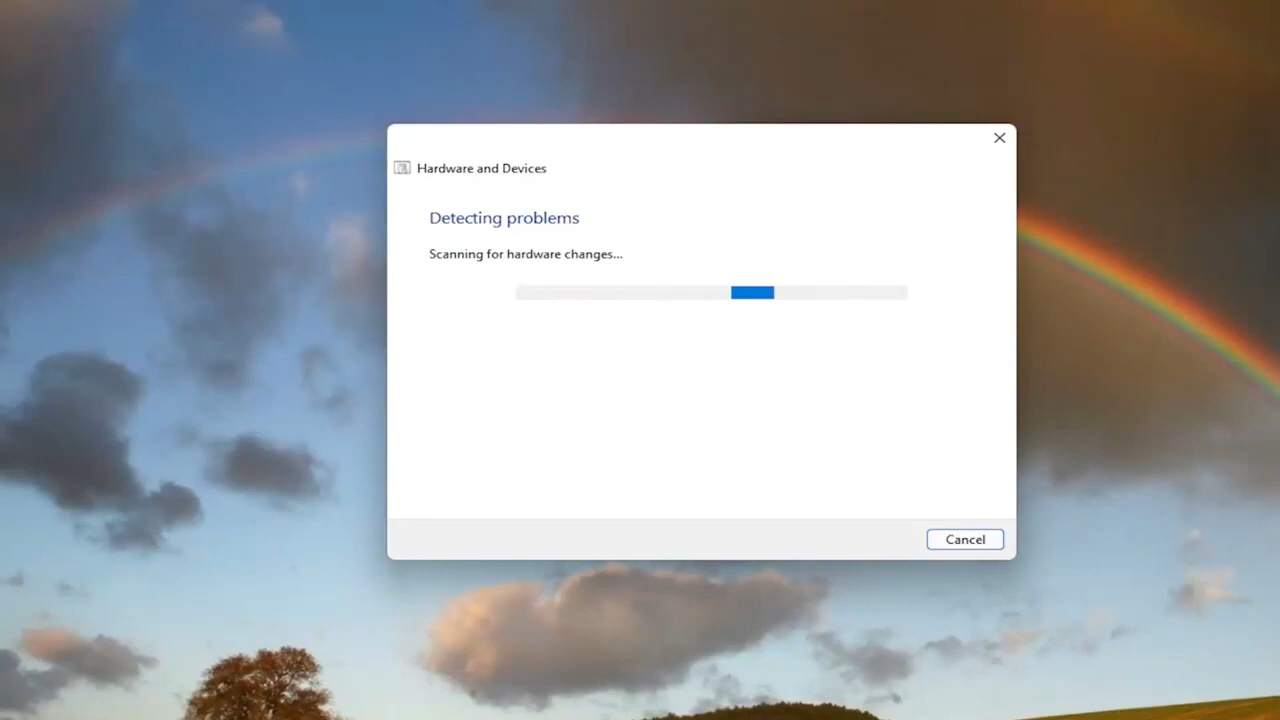 Hardware and Devices
Detecting problems
Scanning for hardware changes...
Cancel